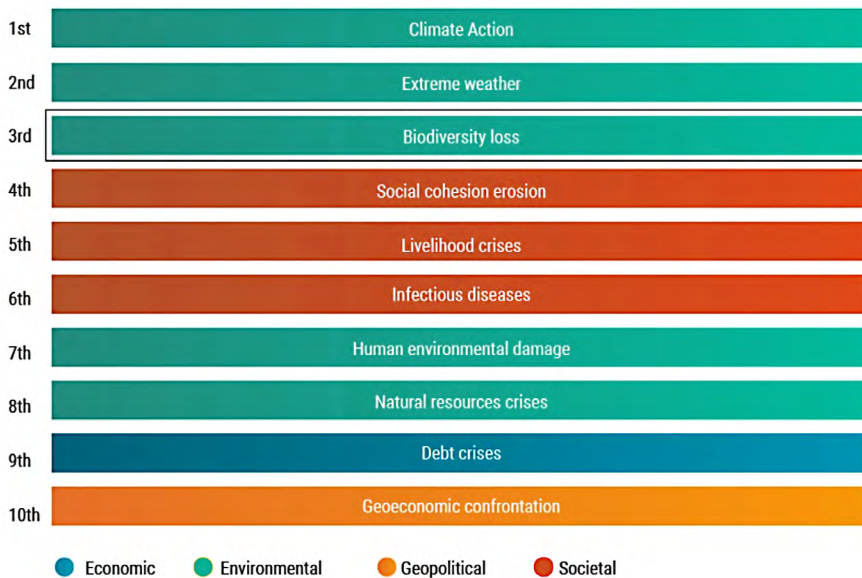 1st Climate Action
2nd Extreme weather
3rd Biodiversity loss
4th Social cohesion erosion
5th Livelihood crises
6th Infectious diseases
7th Human environmental damage
8th Natural resources crises
9th Debt crises
10th Geoeconomic confrontation
Economic Environmental Geopolitical Societal